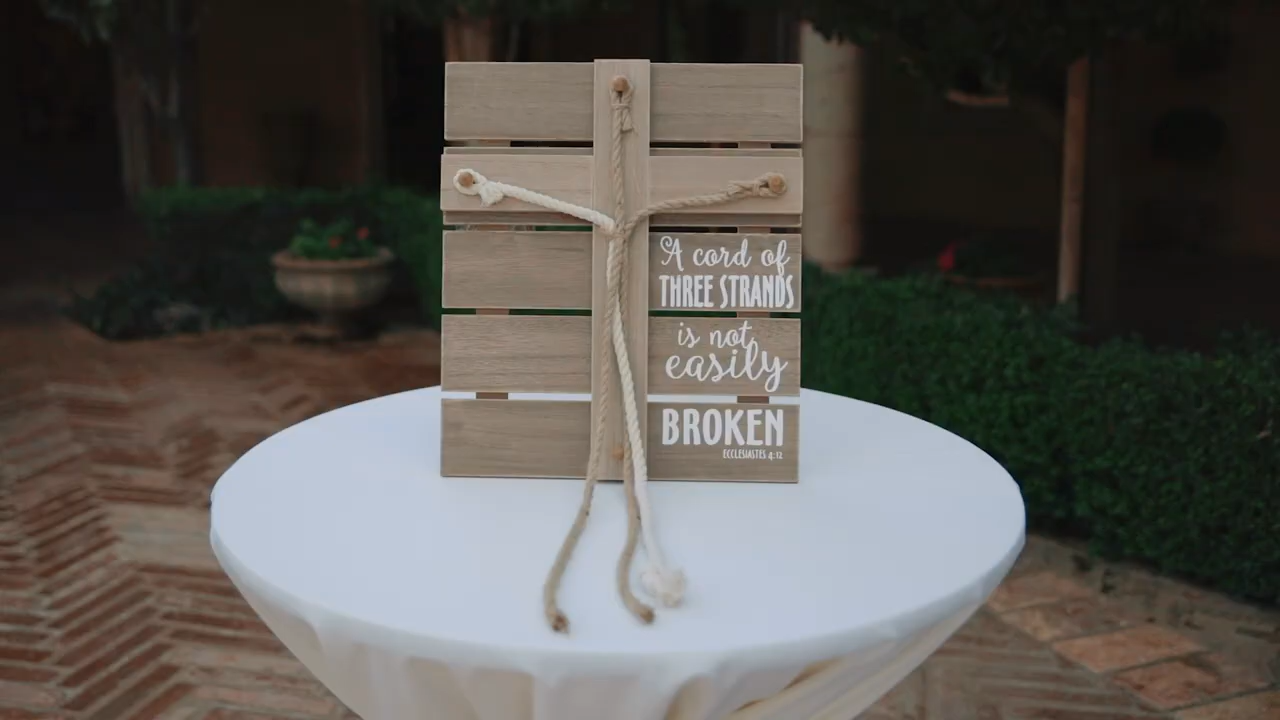 A cord of
THREE STRANDS
is not
easily
BROKEN
ECCLESIASTES 4:12